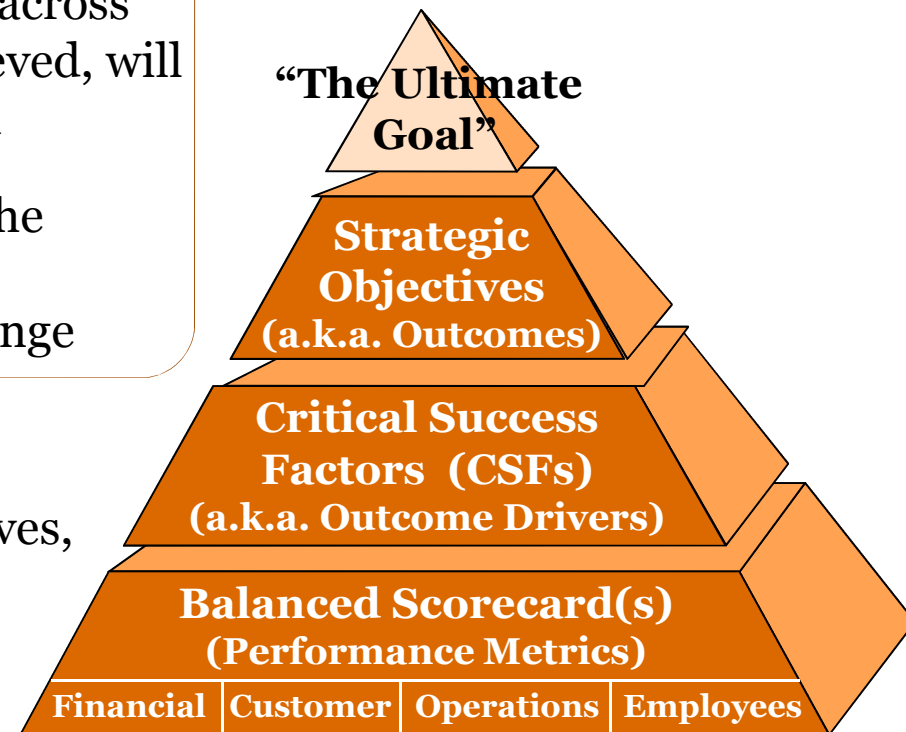 across
eved, will
he
nge
ves,
“The Ultimate
Goal”
Strategic
Objectives
(a.k.a. Outcomes)
Critical Success
Factors (CSFs)
(a.k.a. Outcome Drivers)
Balanced Scorecard(s)
(Performance Metrics)
Financial Customer Operations Employees